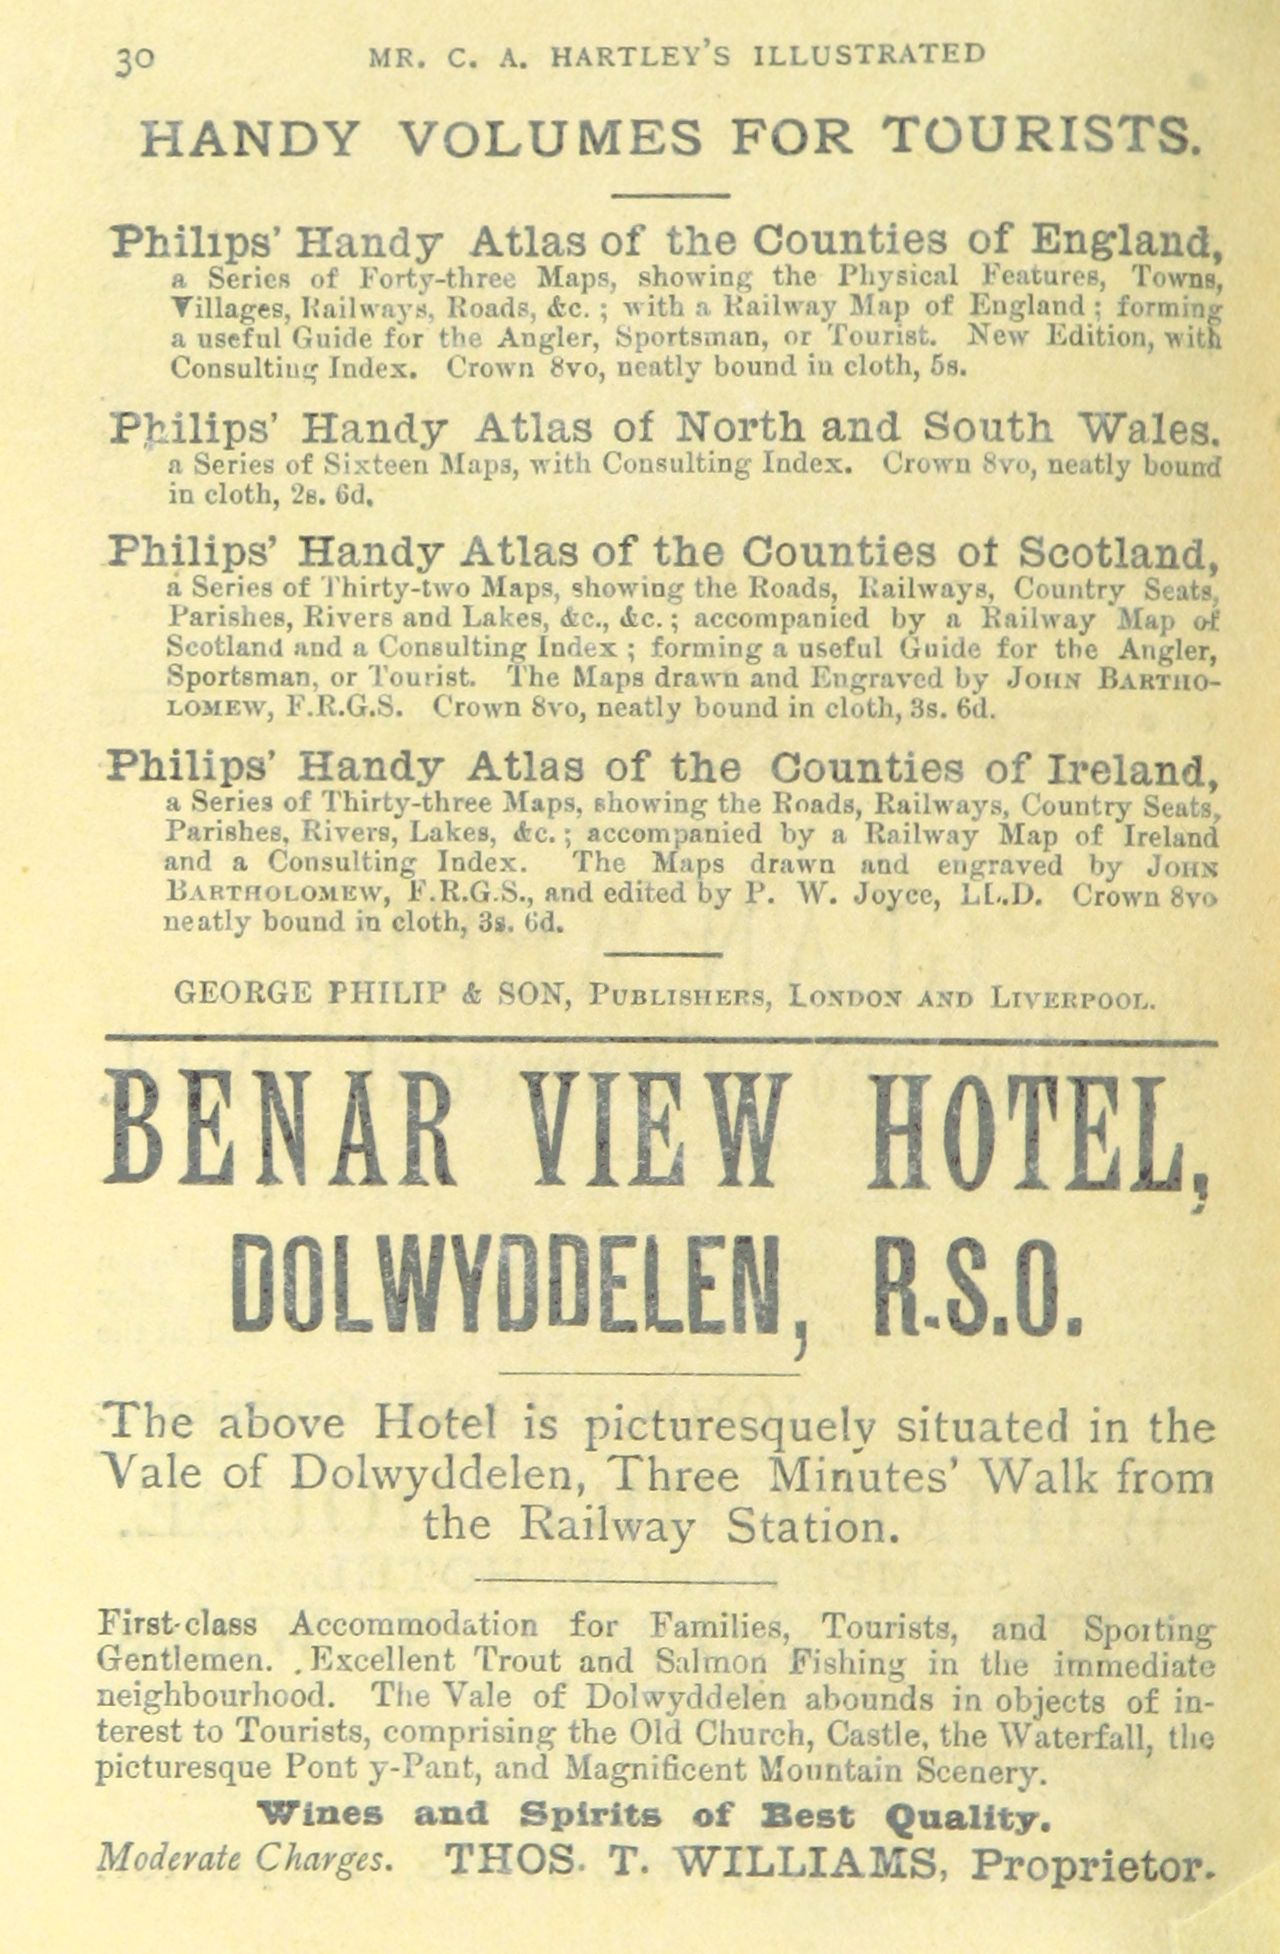 30 MR. C. A. HARTLEY'S ILLUSTRATED
HANDY VOLUMES FOR TOURISTS.
Philips' Handy Atlas of the Counties of England,
a Series of Forty-three Maps, showing the Physical Features, Towns,
Villages, Railways, Roads, &c. ; with a Railway Map of England ; forming
a useful Guide for the Angler, Sportsman, or Tourist. New Edition, with
Consulting Index. Crown 8vo, neatly bound in cloth, 5s.
Philips' Handy Atlas of North and South Wales.
a Series of Sixteen Maps, with Consulting Index. Crown 8vo, neatly bound
in cloth, 2s. 6d.
Philips' Handy Atlas of the Counties of Scotland,
a Series of Thirty-two Maps, showing the Roads, Railways, Country Seats,
Parishes, Rivers and Lakes, &c., &c. ; accompanied by a Railway Map of
Scotland and a Consulting Index ; forming a useful Guide for the Angler,
Sportsman, or Tourist. The Maps drawn and Engraved by JOHN BARTHO-
LOMEW, F.R.G.S. Crown 8vo, neatly bound in cloth, 3s. 6d.
Philips' Handy Atlas of the Counties of Ireland,
a Series of Thirty-three Maps, showing the Roads, Railways, Country Seats,
Parishes, Rivers, Lakes, &c. ; accompanied by a Railway Map of Ireland
and a Consulting Index. The Maps drawn and engraved by JOHN
BARTHOLOMEW, F.R.G.S., and edited by P. W. Joyce, LL.D. Crown 8vo
neatly bound in cloth, 3s. 6d.
GEORGE PHILIP & SON, PUBLISHERS, LONDON AND LIVERPOOL.
BENAR VIEW HOTEL,
DOLWYDDELEN, R.S.O.
The above Hotel is picturesquely situated in the
Vale of Dolwyddelen, Three Minutes' Walk from
the Railway Station.
First-class Accommodation for Families, Tourists, and Sporting
Gentlemen. Excellent Trout and Salmon Fishing in the immediate
neighbourhood. The Vale of Dolwyddelen abounds in objects of in-
terest to Tourists, comprising the Old Church, Castle, the Waterfall, the
picturesque Pont y-Pant, and Magnificent Mountain Scenery.
Wines and Spirits of Best Quality.
Moderate Charges. THOS. T. WILLIAMS, Proprietor.